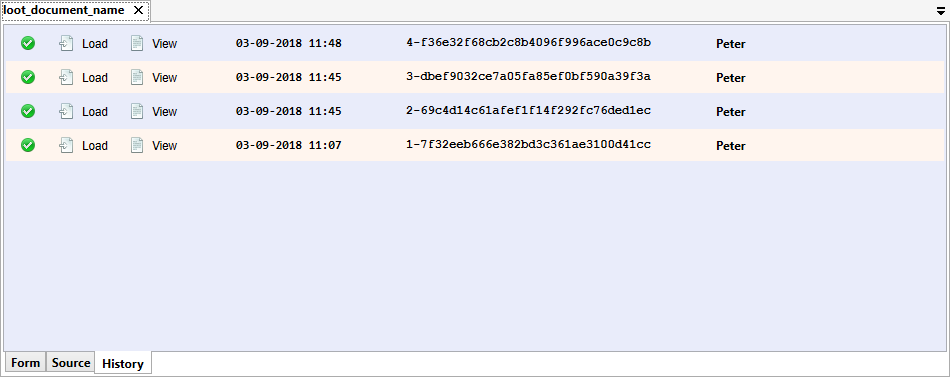 loot_document_name
Load View 03-09-2018 11:48 4-f36e32f68cb2c8b4096f996ace0c9c8b Peter
Load View 03-09-2018 11:45 3-dbef9032ce7a05fa85ef0bf590a39f3a Peter
Load View 03-09-2018 11:45 2-69c4d14c61afef1f14f292fc76ded1ec Peter
Load View 03-09-2018 11:07 1-7f32eeb666e382bd3c361ae3100d41cc Peter
Form Source History